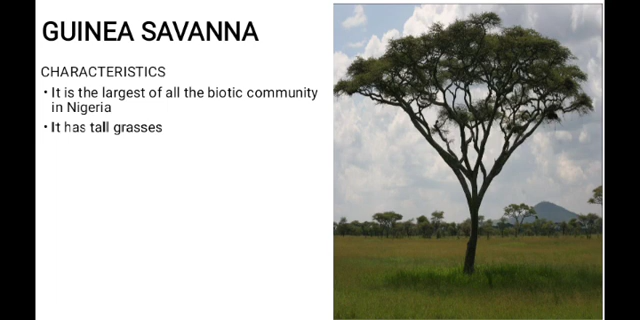 GUINEA SAVANNA
CHARACTERISTICS
• It is the largest of all the biotic community
in Nigeria
• It has tall grasses